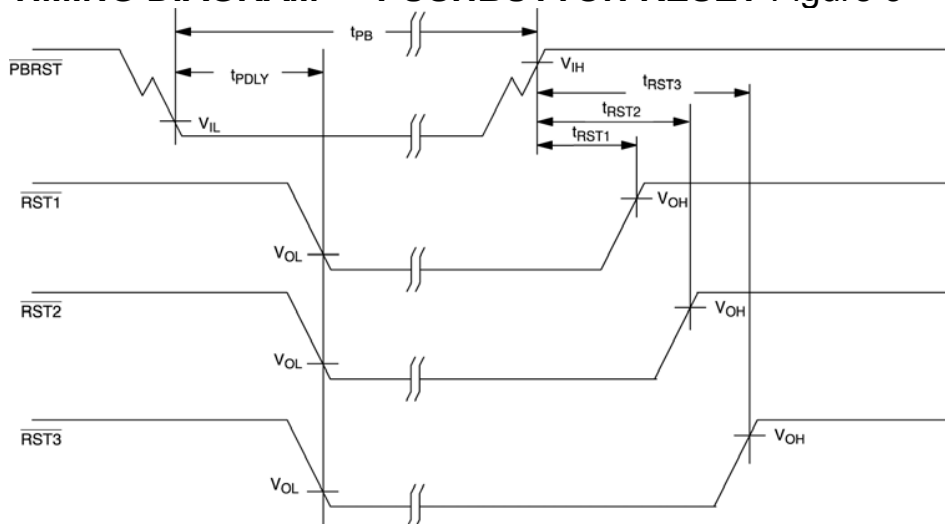 tPB
PBRST
tPDLY
VIH
tRST3
tRST2
VIL
tRST1
RST1
VOH
VOL
RST2
VOH
VOL
RST3
VOH
VOL